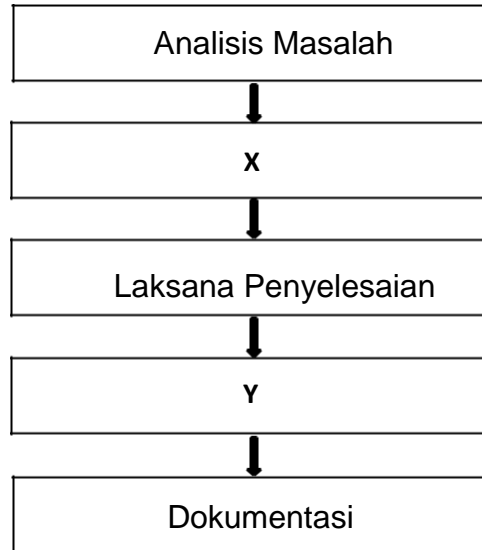 Analisis Masalah
X
Laksana Penyelesaian
Y
Dokumentasi